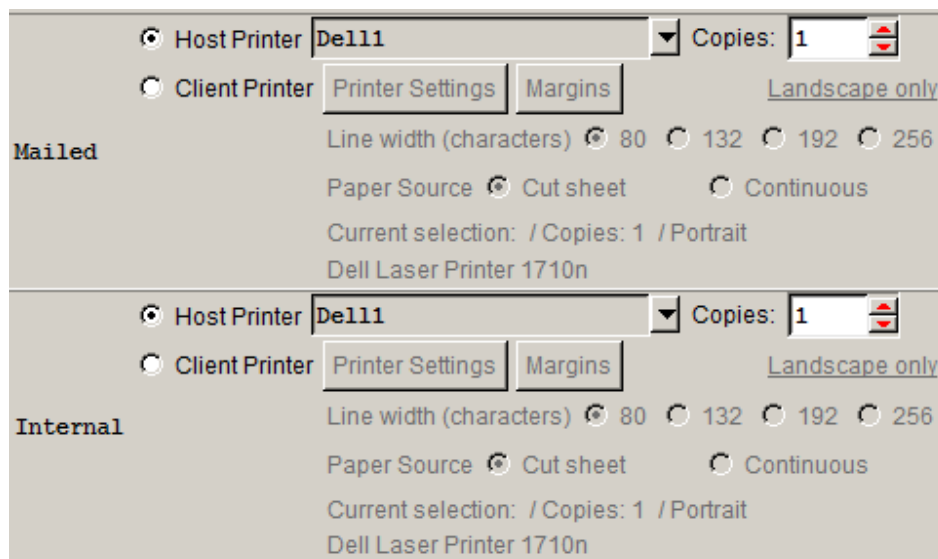 Host Printer Dell1 Copies: 1
Client Printer Printer Settings Margins Landscape only
Mailed
Line width (characters) 80 132 192 256
Paper Source Cut sheet Continuous
Current selection: / Copies: 1 / Portrait
Dell Laser Printer 1710n
Host Printer Dell1 Copies: 1
Client Printer Printer Settings Margins Landscape only
Internal
Line width (characters) 80 132 192 256
Paper Source Cut sheet Continuous
Current selection: / Copies: 1 / Portrait
Dell Laser Printer 1710n